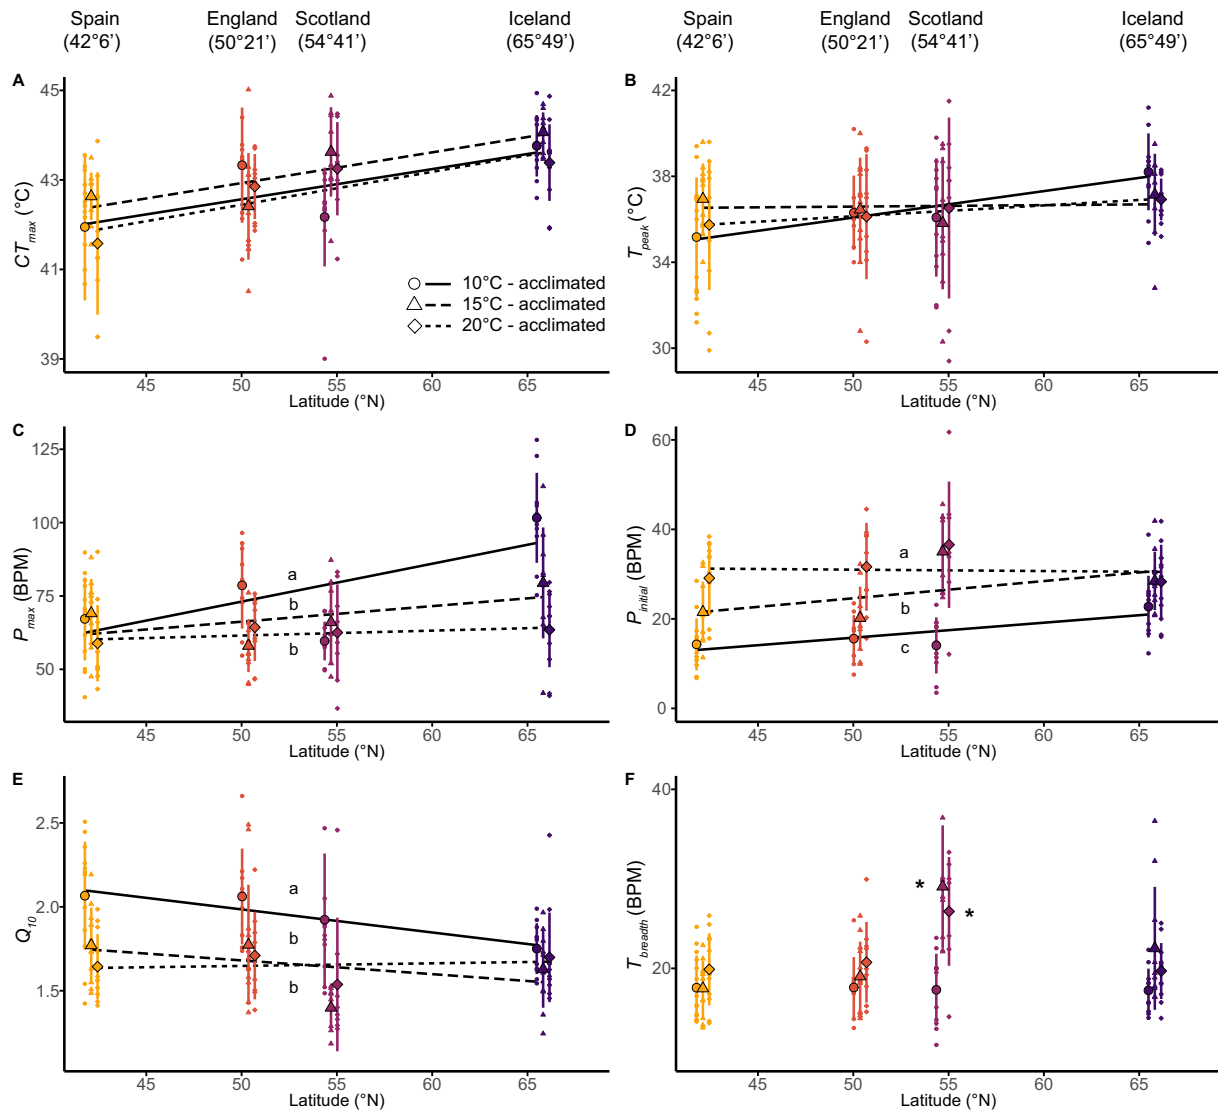 Spain England Scotland Iceland
(42°6’) (50°21’) (54°41’) (65°49’)
Spain England Scotland Iceland
(42°6’) (50°21’) (54°41’) (65°49’)
A
45
43
41
39
CTmax (°C)
10°C - acclimated
15°C - acclimated
20°C - acclimated
45 50 55 60 65
Latitude (°N)
B
42
38
34
30
Tpeak (°C)
45 50 55 60 65
Latitude (°N)
C
125
100
75
50
Pmax (BPM)
a
b
b
45 50 55 60 65
Latitude (°N)
D
60
40
20
0
Pinitial (BPM)
a
b
c
45 50 55 60 65
Latitude (°N)
E
2.5
2.0
1.5
Q10
a
b
b
45 50 55 60 65
Latitude (°N)
F
40
30
20
10
Tbreadth (BPM)
*
*
45 50 55 60 65
Latitude (°N)